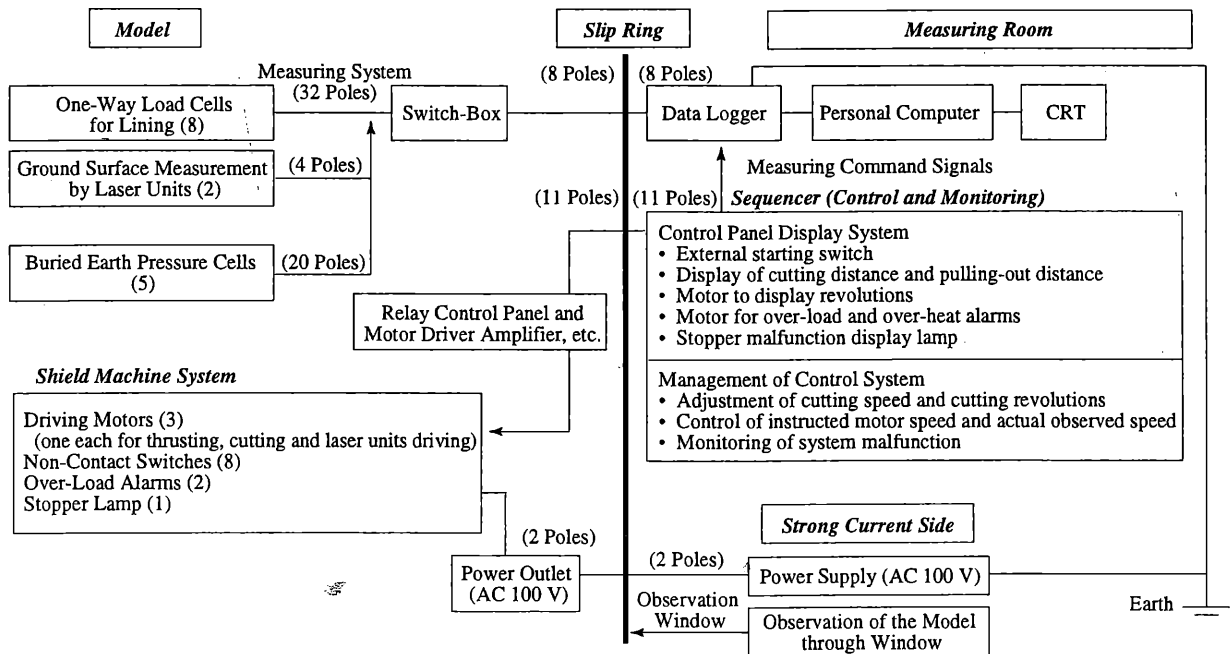 Model
Slip Ring
Measuring Room
Measuring System
(32 Poles)
(8 Poles)
(8 Poles)
One-Way Load Cells
for Lining (8)
Switch-Box
Data Logger
Personal Computer
CRT
Ground Surface Measurement
by Laser Units (2)
(4 Poles)
Measuring Command Signals
(11 Poles)
(11 Poles)
Sequencer (Control and Monitoring)
Buried Earth Pressure Cells
(5)
(20 Poles)
Control Panel Display System
• External starting switch
• Display of cutting distance and pulling-out distance
• Motor to display revolutions
• Motor for over-load and over-heat alarms
• Stopper malfunction display lamp
Relay Control Panel and
Motor Driver Amplifier, etc.
Management of Control System
• Adjustment of cutting speed and cutting revolutions
• Control of instructed motor speed and actual observed speed
• Monitoring of system malfunction
Shield Machine System
Driving Motors (3)
(one each for thrusting, cutting and laser units driving)
Non-Contact Switches (8)
Over-Load Alarms (2)
Stopper Lamp (1)
Strong Current Side
(2 Poles)
(2 Poles)
Power Outlet
(AC 100 V)
Power Supply (AC 100 V)
Observation
Window
Observation of the Model
through Window
Earth